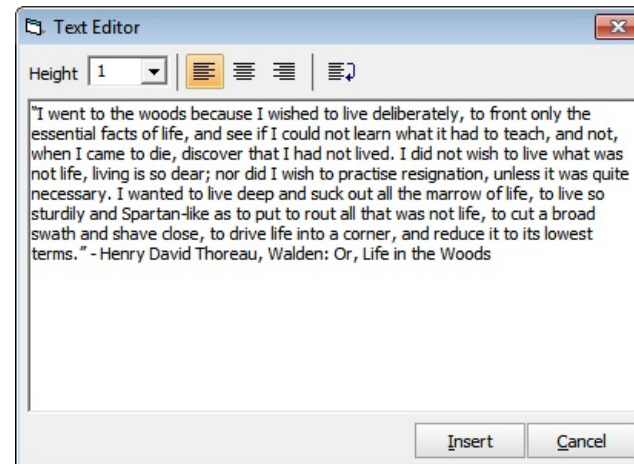 Text Editor
Height 1
"I went to the woods because I wished to live deliberately, to front only the
essential facts of life, and see if I could not learn what it had to teach, and not,
when I came to die, discover that I had not lived. I did not wish to live what was
not life, living is so dear; nor did I wish to practise resignation, unless it was quite
necessary. I wanted to live deep and suck out all the marrow of life, to live so
sturdily and Spartan-like as to put to rout all that was not life, to cut a broad
swath and shave close, to drive life into a corner, and reduce it to its lowest
terms." - Henry David Thoreau, Walden: Or, Life in the Woods
Insert Cancel